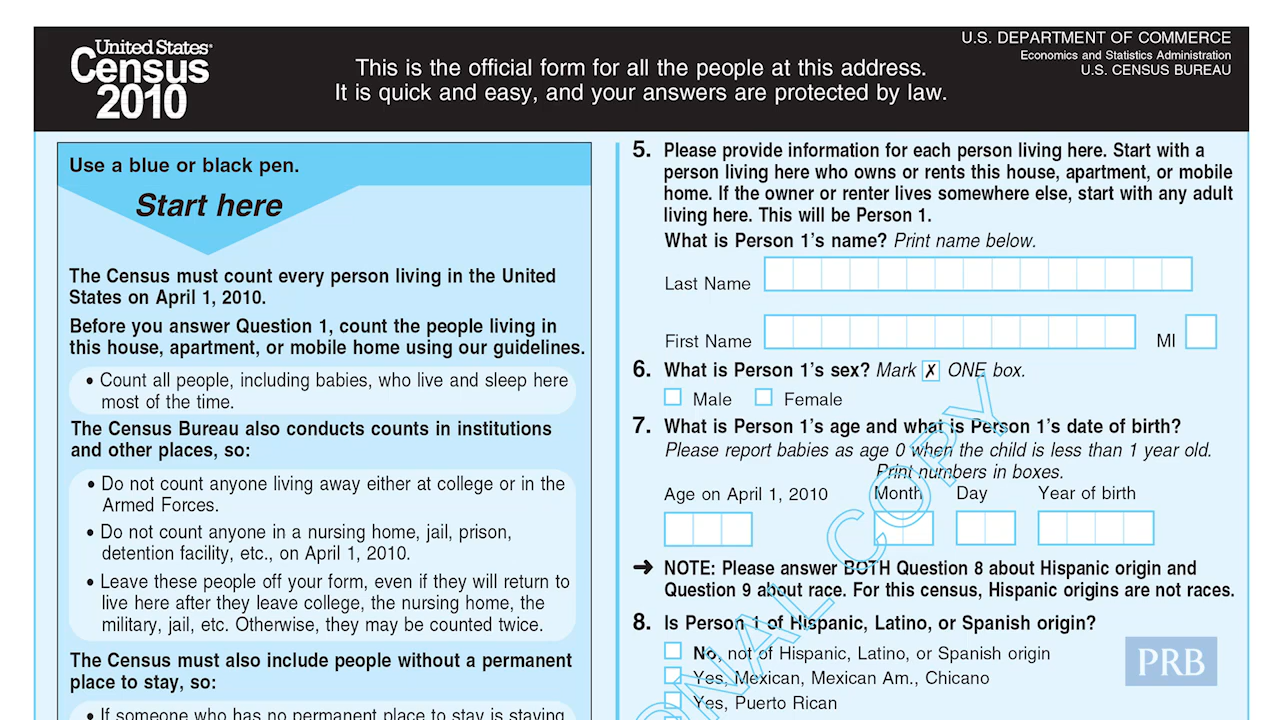 United States®
Census
2010
This is the official form for all the people at this address.
It is quick and easy, and your answers are protected by law.
U.S. DEPARTMENT OF COMMERCE
Economics and Statistics Administration
U.S. CENSUS BUREAU
Use a blue or black pen.
Start here
The Census must count every person living in the United
States on April 1, 2010.
Before you answer Question 1, count the people living in
this house, apartment, or mobile home using our guidelines.
• Count all people, including babies, who live and sleep here
most of the time.
The Census Bureau also conducts counts in institutions
and other places, so:
• Do not count anyone living away either at college or in the
Armed Forces.
• Do not count anyone in a nursing home, jail, prison,
detention facility, etc., on April 1, 2010.
• Leave these people off your form, even if they will return to
live here after they leave college, the nursing home, the
military, jail, etc. Otherwise, they may be counted twice.
The Census must also include people without a permanent
place to stay, so:
• If someone who has no permanent place to stay is staying
5. Please provide information for each person living here. Start with a
person living here who owns or rents this house, apartment, or mobile
home. If the owner or renter lives somewhere else, start with any adult
living here. This will be Person 1.
What is Person 1's name? Print name below.
Last Name
First Name MI
6. What is Person 1's sex? Mark ✗ ONE box.
Male Female
7. What is Person 1's age and what is Person 1's date of birth?
Please report babies as age 0 when the child is less than 1 year old.
Print numbers in boxes.
Age on April 1, 2010 Month Day Year of birth
➔ NOTE: Please answer BOTH Question 8 about Hispanic origin and
Question 9 about race. For this census, Hispanic origins are not races.
8. Is Person 1 of Hispanic, Latino, or Spanish origin?
No, not of Hispanic, Latino, or Spanish origin
Yes, Mexican, Mexican Am., Chicano
Yes, Puerto Rican
COPY
PRB